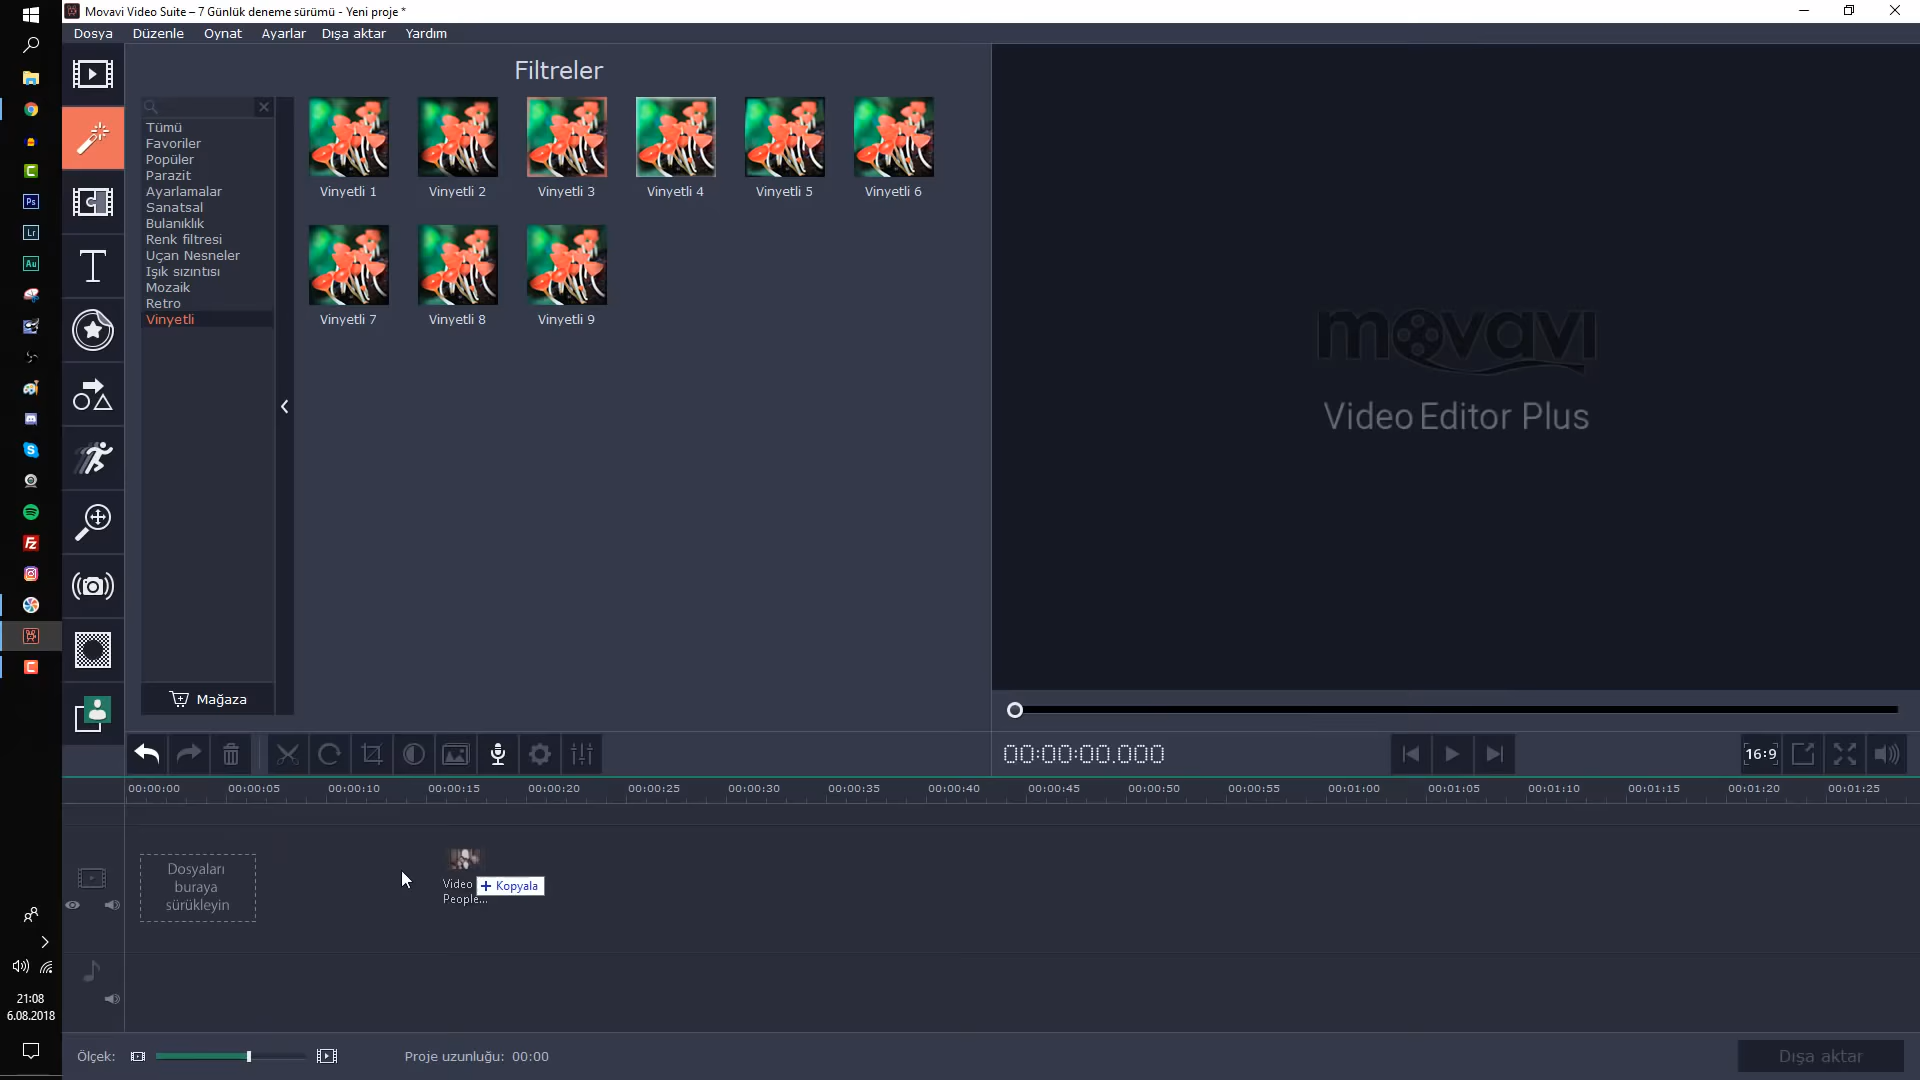 Movavi Video Suite – 7 Günlük deneme sürümü - Yeni proje *
Dosya Düzenle Oynat Ayarlar Dışa aktar Yardım
Filtreler
Tümü
Favoriler
Popüler
Parazit
Ayarlamalar
Sanatsal
Bulanıklık
Renk filtresi
Uçan Nesneler
Işık sızıntısı
Mozaik
Retro
Vinyetli
Mağaza
Vinyetli 1 Vinyetli 2 Vinyetli 3 Vinyetli 4 Vinyetli 5 Vinyetli 6
Vinyetli 7 Vinyetli 8 Vinyetli 9
movavi
Video Editor Plus
00:00:00.000
16:9
00:00:00 00:00:05 00:00:10 00:00:15 00:00:20 00:00:25 00:00:30 00:00:35 00:00:40 00:00:45 00:00:50 00:00:55 00:01:00 00:01:05 00:01:10 00:01:15 00:01:20 00:01:25
Dosyaları
buraya
sürükleyin
Video
People...
+ Kopyala
Ölçek:
Proje uzunluğu: 00:00
Dışa aktar
Ps
Lr
Au
Fz
21:08
6.08.2018